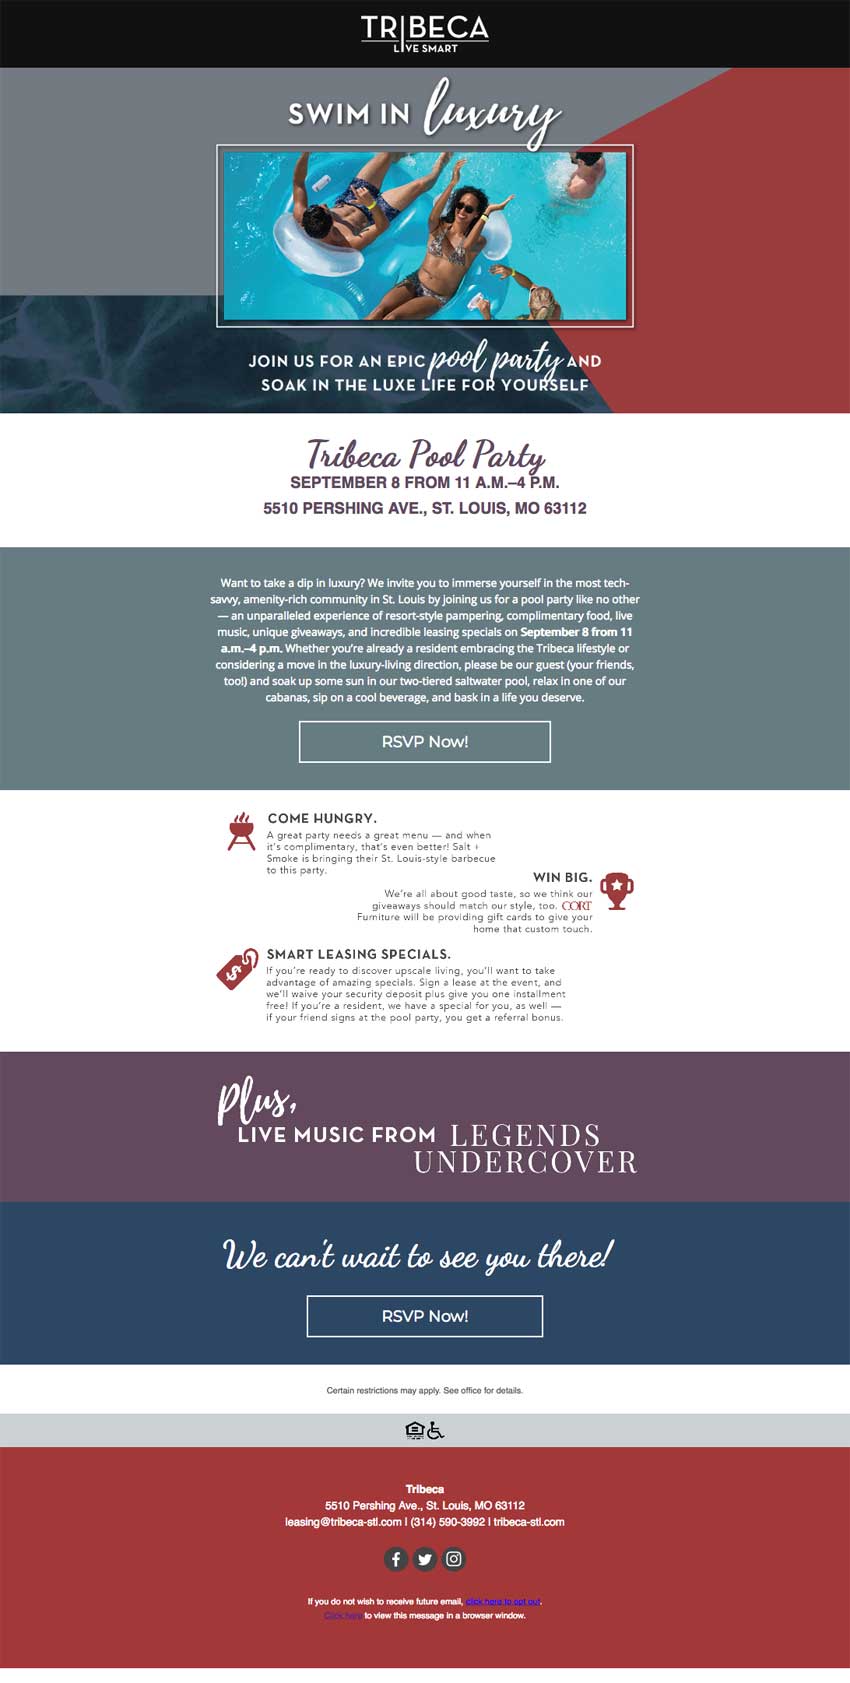 TRIBECA
LIVE SMART
SWIM IN luxury
JOIN US FOR AN EPIC pool party AND
SOAK IN THE LUXE LIFE FOR YOURSELF
Tribeca Pool Party
SEPTEMBER 8 FROM 11 A.M.–4 P.M.
5510 PERSHING AVE., ST. LOUIS, MO 63112
Want to take a dip in luxury? We invite you to immerse yourself in the most tech-
savvy, amenity-rich community in St. Louis by joining us for a pool party like no other
— an unparalleled experience of resort-style pampering, complimentary food, live
music, unique giveaways, and incredible leasing specials on September 8 from 11
a.m.–4 p.m. Whether you're already a resident embracing the Tribeca lifestyle or
considering a move in the luxury-living direction, please be our guest (your friends,
too!) and soak up some sun in our two-tiered saltwater pool, relax in one of our
cabanas, sip on a cool beverage, and bask in a life you deserve.
RSVP Now!
COME HUNGRY.
A great party needs a great menu — and when
it's complimentary, that's even better! Salt +
Smoke is bringing their St. Louis-style barbecue
to this party.
WIN BIG.
We're all about good taste, so we think our
giveaways should match our style, too. CORT
Furniture will be providing gift cards to give your
home that custom touch.
SMART LEASING SPECIALS.
If you're ready to discover upscale living, you'll want to take
advantage of amazing specials. Sign a lease at the event, and
we'll waive your security deposit plus give you one installment
free! If you're a resident, we have a special for you, as well —
if your friend signs at the pool party, you get a referral bonus.
Plus,
LIVE MUSIC FROM LEGENDS
UNDERCOVER
We can't wait to see you there!
RSVP Now!
Certain restrictions may apply. See office for details.
Tribeca
5510 Pershing Ave., St. Louis, MO 63112
leasing@tribeca-stl.com | (314) 590-3992 | tribeca-stl.com
If you do not wish to receive future email, click here to opt out.
Click here to view this message in a browser window.